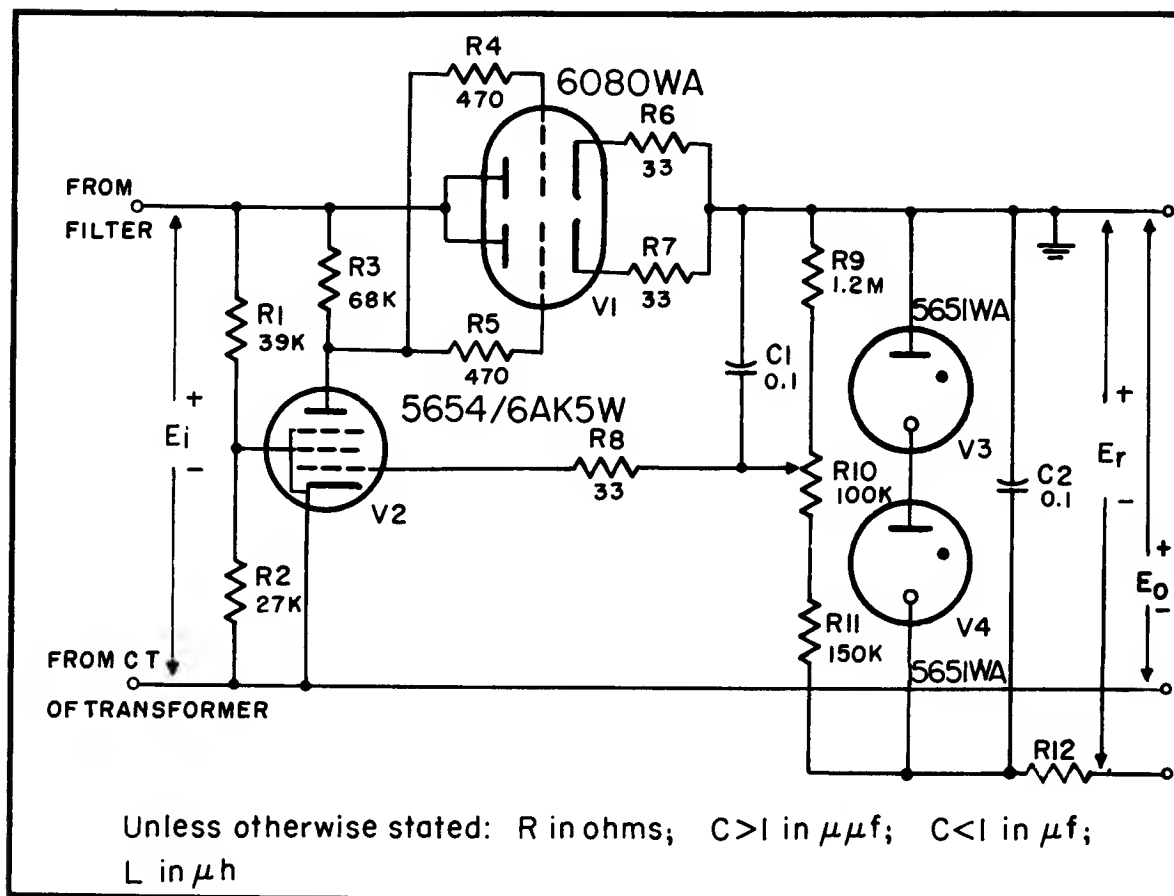 R4
470
6080WA
R6
33
FROM
FILTER
R3
68K
R7
33
V1
R9
1.2M
5651WA
R1
39K
R5
470
C1
0.1
+
Ei
-
5654/6AK5W
R8
33
V3
R10
100K
+
Er
-
C2
0.1
V2
R2
27K
+
Eo
-
R11
150K
V4
FROM CT
OF TRANSFORMER
5651WA
R12
Unless otherwise stated: R in ohms; C>1 in μμf; C<1 in μf;
L in μh